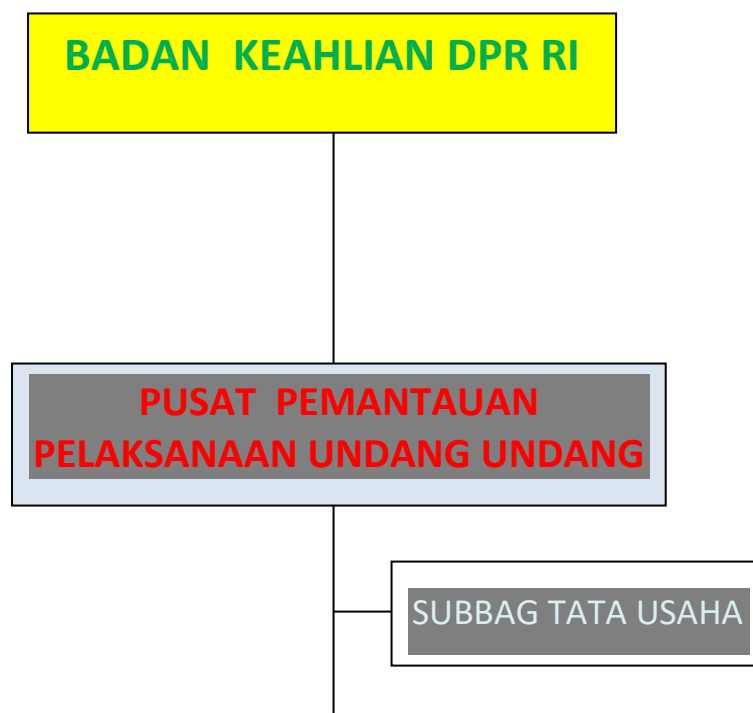 BADAN KEAHLIAN DPR RI
PUSAT PEMANTAUAN
PELAKSANAAN UNDANG UNDANG
SUBBAG TATA USAHA